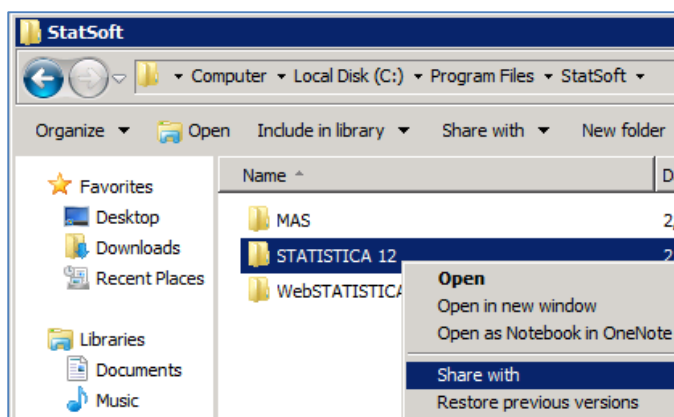 StatSoft
Computer Local Disk (C:) Program Files StatSoft
Organize Open Include in library Share with New folder
Favorites
Desktop
Downloads
Recent Places
Libraries
Documents
Music
Name D
MAS 2
STATISTICA 12 2
WebSTATISTICA
Open
Open in new window
Open as Notebook in OneNote
Share with
Restore previous versions